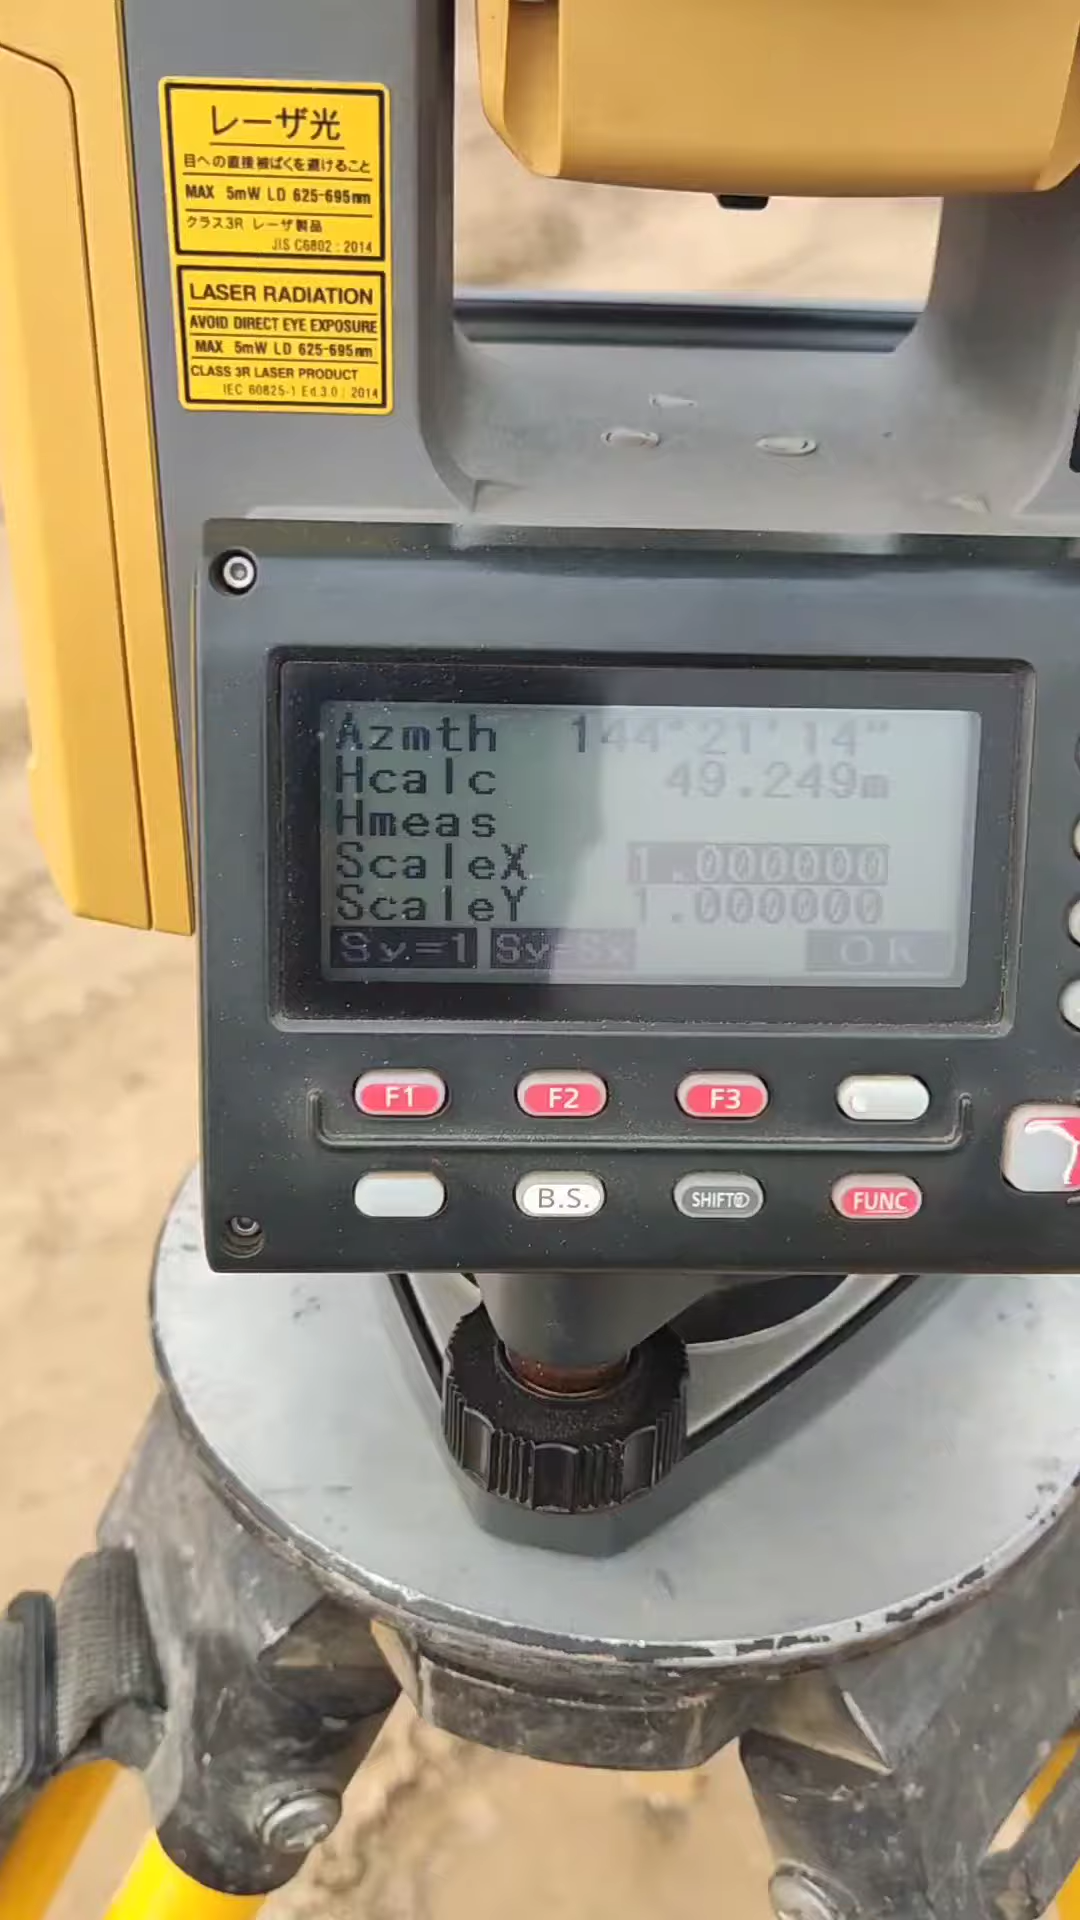 レーザ光
目への直接被ばくを避けること
MAX 5mW LD 625-695nm
クラス3R レーザ製品
JIS C6802 : 2014
LASER RADIATION
AVOID DIRECT EYE EXPOSURE
MAX 5mW LD 625-695nm
CLASS 3R LASER PRODUCT
IEC 60825-1 Ed.3.0 : 2014
Azmth 144°21'14"
Hcalc 49.249m
Hmeas
ScaleX 1.000000
ScaleY 1.000000
Sy=1 Sy=Sx OK
F1 F2 F3
B.S. SHIFT FUNC